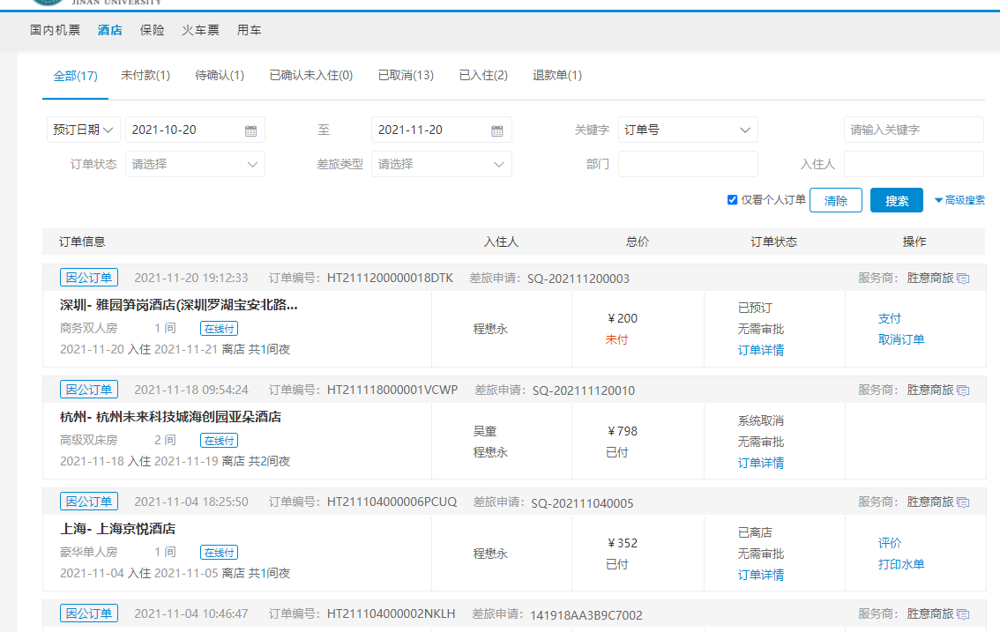 JINAN UNIVERSITY
国内机票 酒店 保险 火车票 用车
全部(17) 未付款(1) 待确认(1) 已确认未入住(0) 已取消(13) 已入住(2) 退款单(1)
预订日期 2021-10-20 至 2021-11-20 关键字 订单号 请输入关键字
订单状态 请选择 差旅类型 请选择 部门 入住人
仅看个人订单 清除 搜索 高级搜索
订单信息 入住人 总价 订单状态 操作
因公订单 2021-11-20 19:12:33 订单编号： HT2111200000018DTK 差旅申请： SQ-202111200003 服务商： 胜意商旅
深圳- 雅园笋岗酒店(深圳罗湖宝安北路...
商务双人房 1 间 在线付
2021-11-20 入住 2021-11-21 离店 共1间夜
程懋永
￥200
未付
已预订
无需审批
订单详情
支付
取消订单
因公订单 2021-11-18 09:54:24 订单编号： HT211118000001VCWP 差旅申请： SQ-202111120010 服务商： 胜意商旅
杭州- 杭州未来科技城海创园亚朵酒店
高级双床房 2 间 在线付
2021-11-18 入住 2021-11-19 离店 共2间夜
吴童
程懋永
￥798
已付
系统取消
无需审批
订单详情
因公订单 2021-11-04 18:25:50 订单编号： HT211104000006PCUQ 差旅申请： SQ-202111040005 服务商： 胜意商旅
上海- 上海京悦酒店
豪华单人房 1 间 在线付
2021-11-04 入住 2021-11-05 离店 共1间夜
程懋永
￥352
已付
已离店
无需审批
订单详情
评价
打印水单
因公订单 2021-11-04 10:46:47 订单编号： HT211104000002NKLH 差旅申请： 141918AA3B9C7002 服务商： 胜意商旅